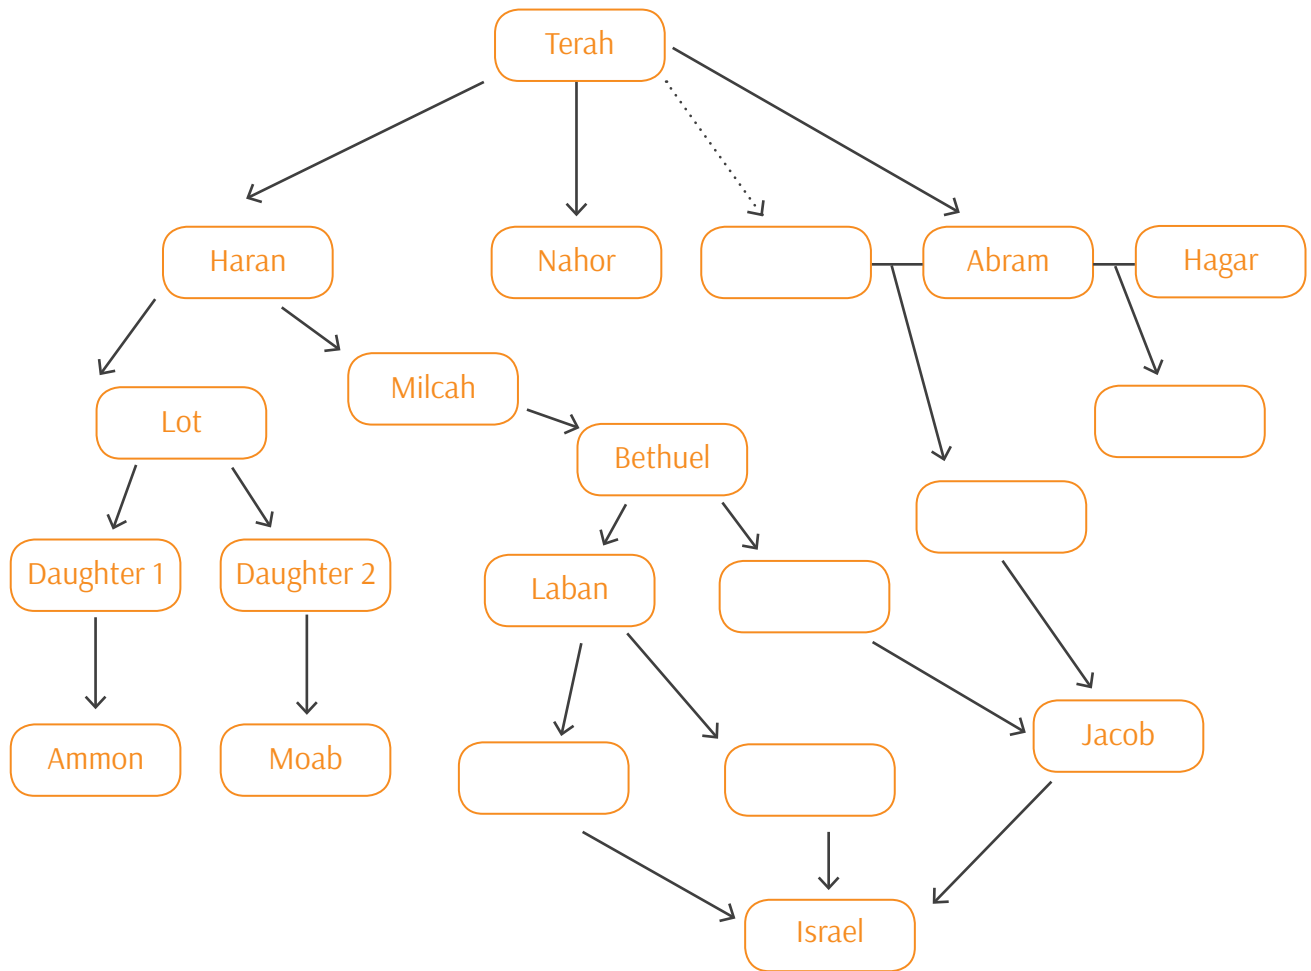 Terah
Haran
Nahor
Abram
Hagar
Milcah
Lot
Bethuel
Daughter 1
Daughter 2
Laban
Ammon
Moab
Jacob
Israel